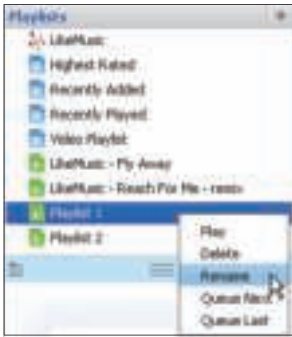 Playlists
LikeMusic
Highest Rated
Recently Added
Recently Played
Video Playlist
LikeMusic - Fly Away
LikeMusic - Reach For Me - remix
Playlist 1
Playlist 2
Play
Delete
Rename
Queue Next
Queue Last